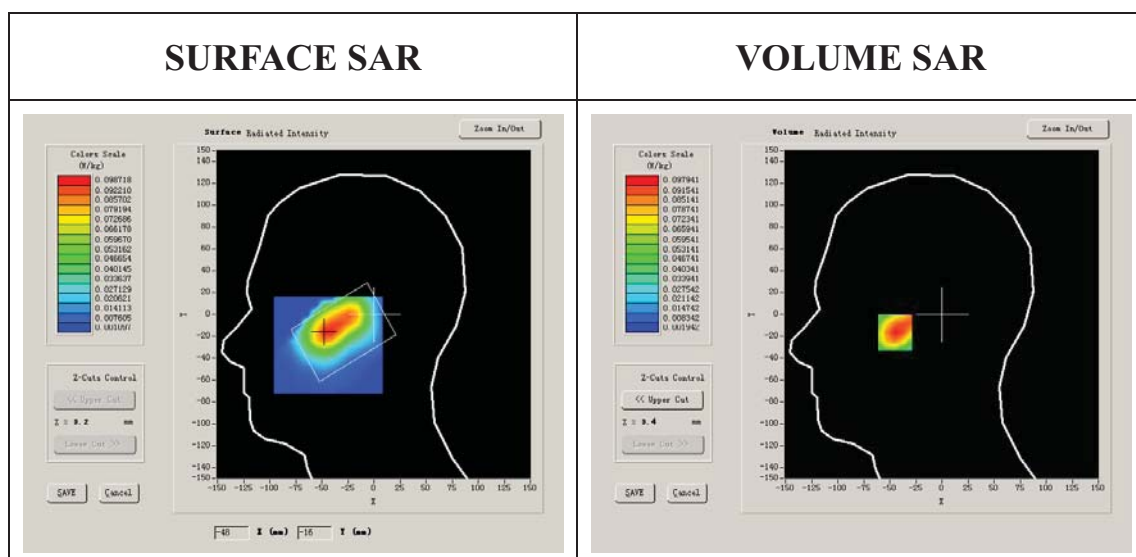 SURFACE SAR
VOLUME SAR
Surface Radiated Intensity
Zoom In/Out
Colors Scale
(W/kg)
0.098718
0.092210
0.085702
0.079194
0.072686
0.066178
0.059670
0.053162
0.046654
0.040145
0.033637
0.027129
0.020621
0.014113
0.007605
0.001097
150
140
120
100
80
60
40
20
0
-20
-40
-60
-80
-100
-120
-140
-150
Y
-150 -125 -100 -75 -50 -25 0 25 50 75 100 125 150
X
Z-Cuts Control
<< Upper Cut
mm
Lower Cut >>
SAVE
Cancel
-48 X (mm) -16 Y (mm)
Volume Radiated Intensity
Zoom In/Out
Colors Scale
(W/kg)
0.097941
0.091541
0.085141
0.078741
0.072341
0.065941
0.059541
0.053141
0.046741
0.040341
0.033941
0.027542
0.021142
0.014742
0.008342
0.001942
150
140
120
100
80
60
40
20
0
-20
-40
-60
-80
-100
-120
-140
-150
Y
-150 -125 -100 -75 -50 -25 0 25 50 75 100 125 150
X
Z-Cuts Control
<< Upper Cut
mm
Lower Cut >>
SAVE
Cancel